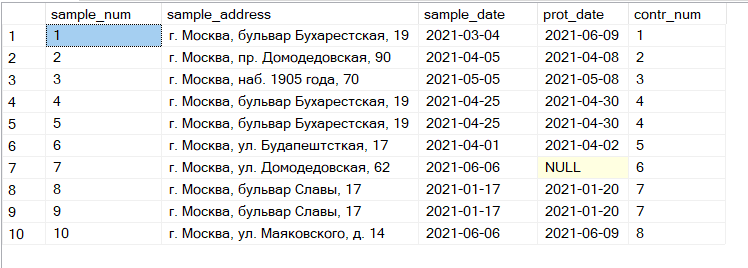 sample_num sample_address sample_date prot_date contr_num
1 1 г. Москва, бульвар Бухарестская, 19 2021-03-04 2021-06-09 1
2 2 г. Москва, пр. Домодедовская, 90 2021-04-05 2021-04-08 2
3 3 г. Москва, наб. 1905 года, 70 2021-05-05 2021-05-08 3
4 4 г. Москва, бульвар Бухарестская, 19 2021-04-25 2021-04-30 4
5 5 г. Москва, бульвар Бухарестская, 19 2021-04-25 2021-04-30 4
6 6 г. Москва, ул. Будапештсткая, 17 2021-04-01 2021-04-02 5
7 7 г. Москва, ул. Домодедовская, 62 2021-06-06 NULL 6
8 8 г. Москва, бульвар Славы, 17 2021-01-17 2021-01-20 7
9 9 г. Москва, бульвар Славы, 17 2021-01-17 2021-01-20 7
10 10 г. Москва, ул. Маяковского, д. 14 2021-06-06 2021-06-09 8